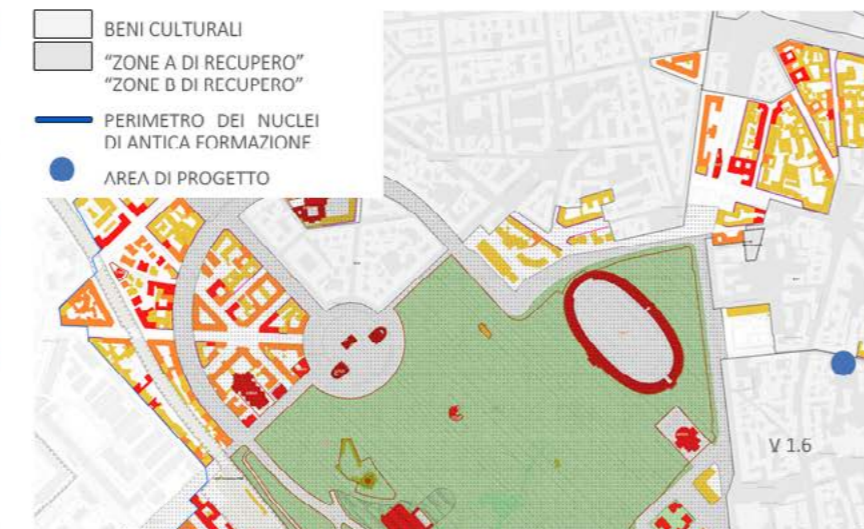 BENI CULTURALI
“ZONE A DI RECUPERO”
“ZONE B DI RECUPERO”
PERIMETRO DEI NUCLEI
DI ANTICA FORMAZIONE
AREA DI PROGETTO
V 1.6